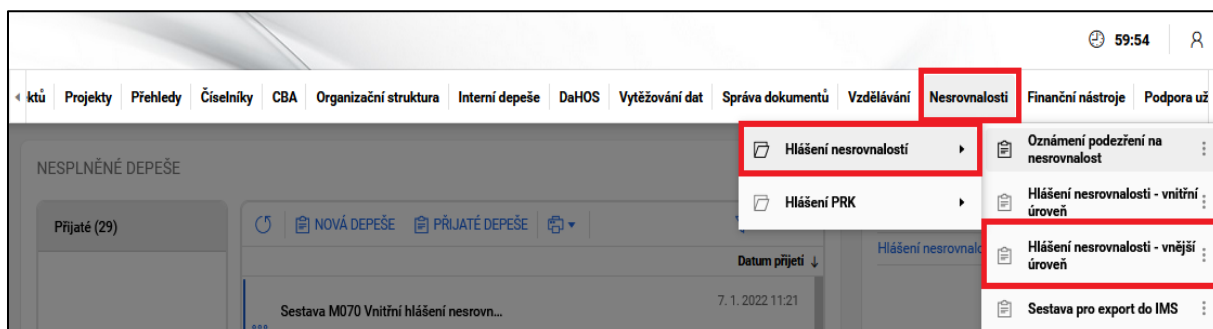 59:54
ktů Projekty Přehledy Číselníky CBA Organizační struktura Interní depeše DaHOS Vytěžování dat Správa dokumentů Vzdělávání Nesrovnalosti Finanční nástroje Podpora už
NESPLNĚNÉ DEPEŠE
Přijaté (29)
NOVÁ DEPEŠE PŘIJATÉ DEPEŠE
Datum přijetí ↓
Sestava M070 Vnitřní hlášení nesrovn...
7. 1. 2022 11:21
Hlášení nesrovnalostí
Hlášení PRK
Hlášení nesrovnalo
Oznámení podezření na
nesrovnalost
Hlášení nesrovnalosti - vnitřní
úroveň
Hlášení nesrovnalosti - vnější
úroveň
Sestava pro export do IMS